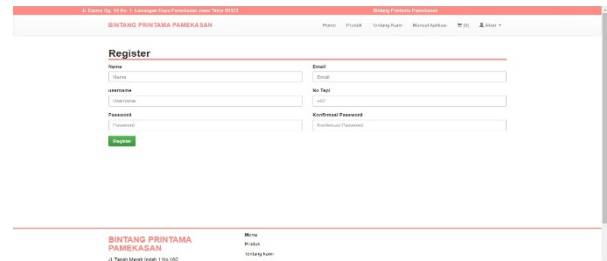 Bintang Printama Pamekasan
BINTANG PRINTAMA PAMEKASAN
Home Produk Tentang Kami Manual Aplikasi (0) Akun
Register
Nama Email
Nama Email
username No.Telpi
Username +62
Password Konfirmasi Password
Password Konfirmasi Password
Register
BINTANG PRINTAMA
PAMEKASAN
Menu
Produk
Tentang Kami